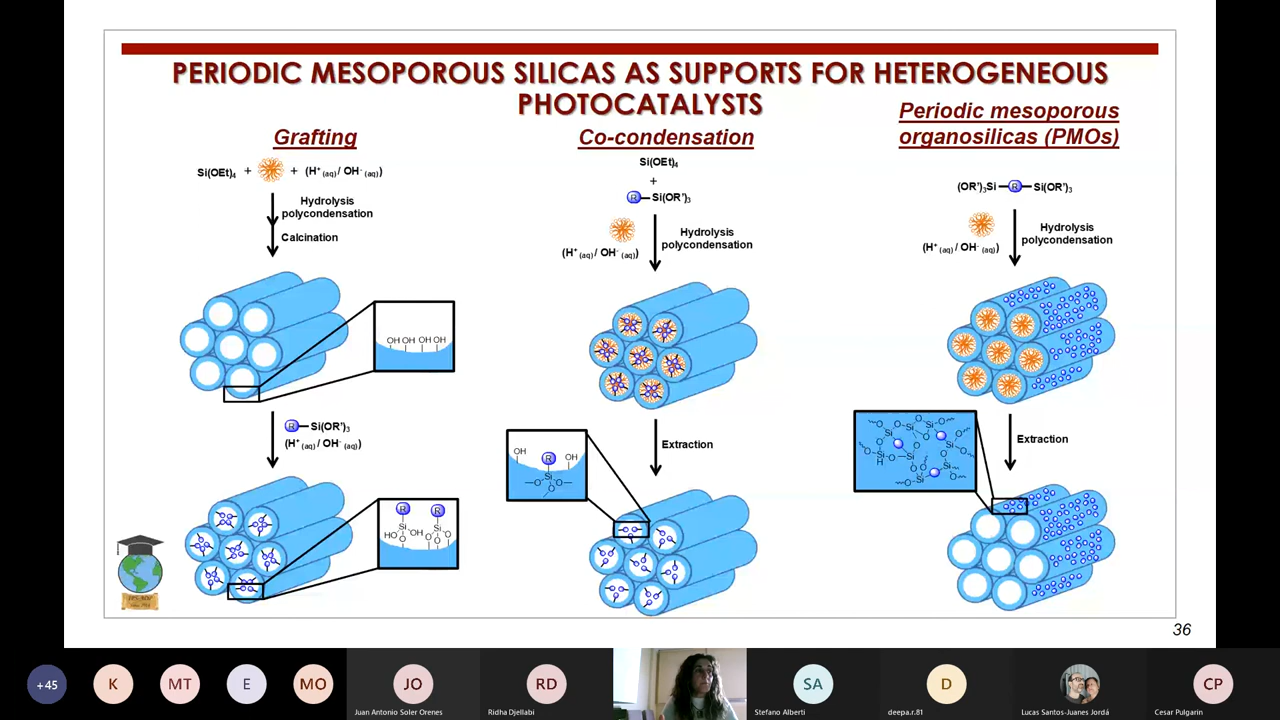 PERIODIC MESOPOROUS SILICAS AS SUPPORTS FOR HETEROGENEOUS
PHOTOCATALYSTS
Grafting
Si(OEt)4 + + (H+(aq)/ OH-(aq))
Hydrolysis
polycondensation
Calcination
OH OH OH OH
R Si(OR')3
(H+(aq)/ OH-(aq))
R R
Si Si
HO OH O
O O
Co-condensation
Si(OEt)4
+
R Si(OR')3
Hydrolysis
polycondensation
(H+(aq)/ OH-(aq))
Extraction
OH R OH
Si
O O
O
Periodic mesoporous
organosilicas (PMOs)
(OR')3Si R Si(OR')3
Hydrolysis
polycondensation
(H+(aq)/ OH-(aq))
Extraction
36
+45
K
MT
E
MO
JO
Juan Antonio Soler Orenes
RD
Ridha Djellabi
SA
Stefano Alberti
D
deepa.r.81
Lucas Santos-Juanes Jordá
CP
Cesar Pulgarin